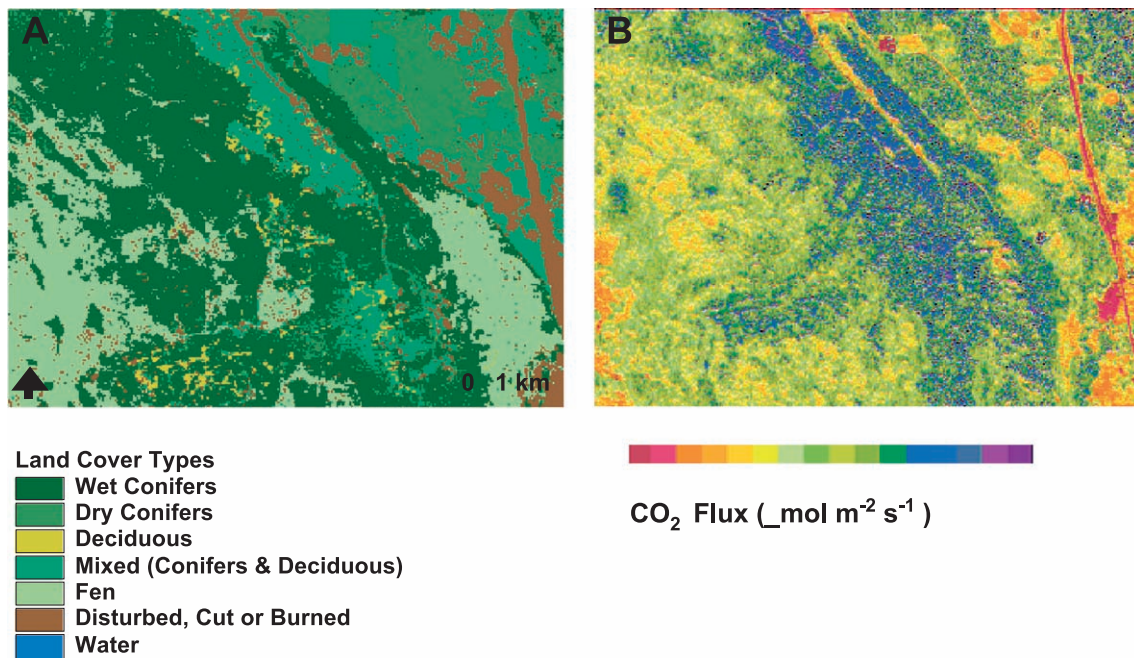 A
B
0 1 km
Land Cover Types
Wet Conifers
Dry Conifers
Deciduous
Mixed (Conifers & Deciduous)
Fen
Disturbed, Cut or Burned
Water
CO₂ Flux (_mol m⁻² s⁻¹ )